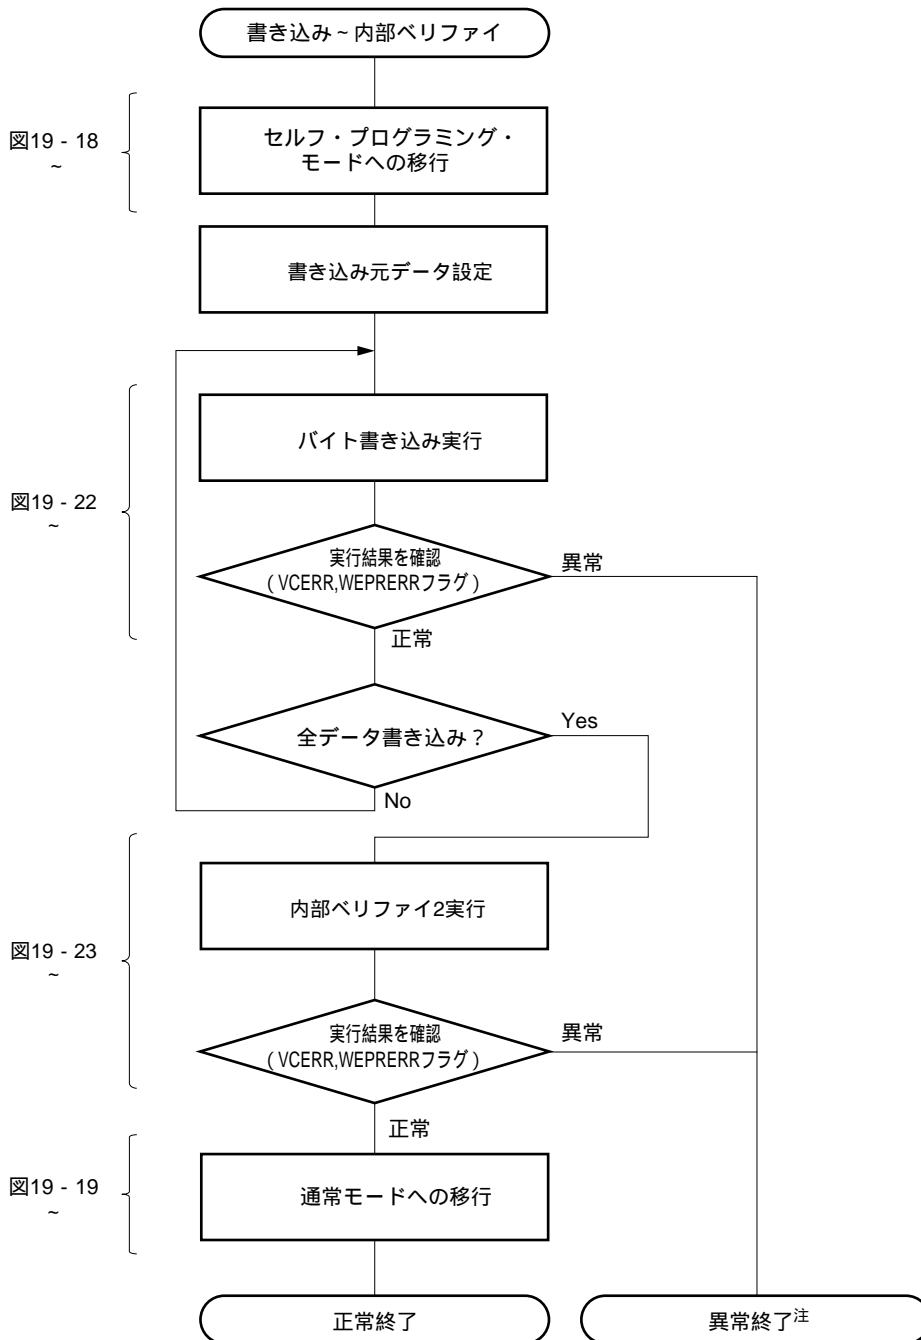 書き込み~内部ベリファイ
図19-18
~
セルフ・プログラミング・
モードへの移行
書き込み元データ設定
バイト書き込み実行
図19-22
~
実行結果を確認
(VCERR,WEPRERRフラグ)
異常
正常
全データ書き込み?
Yes
No
内部ベリファイ2実行
図19-23
~
実行結果を確認
(VCERR,WEPRERRフラグ)
異常
正常
図19-19
~
通常モードへの移行
正常終了
異常終了注